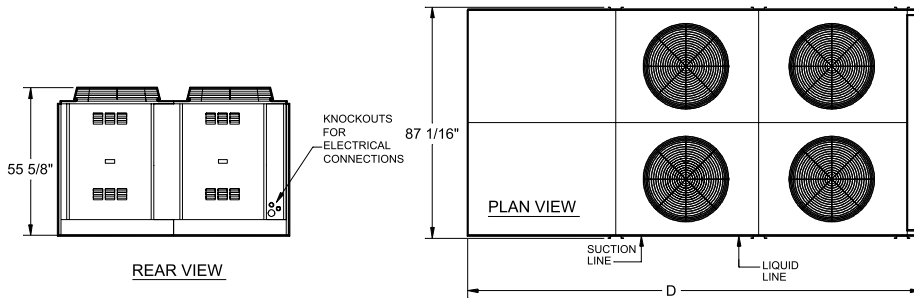 55 5/8"
KNOCKOUTS
FOR
ELECTRICAL
CONNECTIONS
REAR VIEW
87 1/16"
PLAN VIEW
SUCTION
LINE
LIQUID
LINE
D